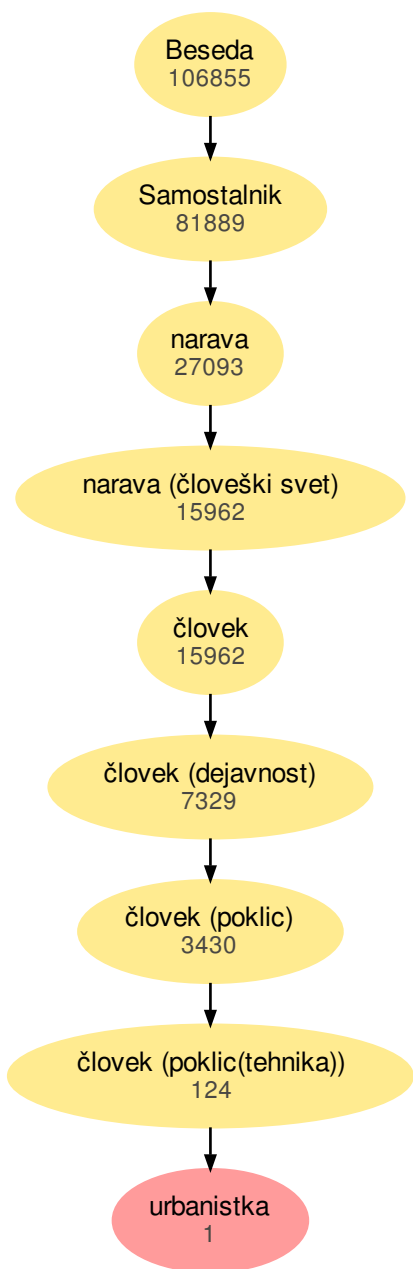 Beseda
106855
Samostalnik
81889
narava
27093
narava (človeški svet)
15962
človek
15962
človek (dejavnost)
7329
človek (poklic)
3430
človek (poklic(tehnika))
124
urbanistka
1